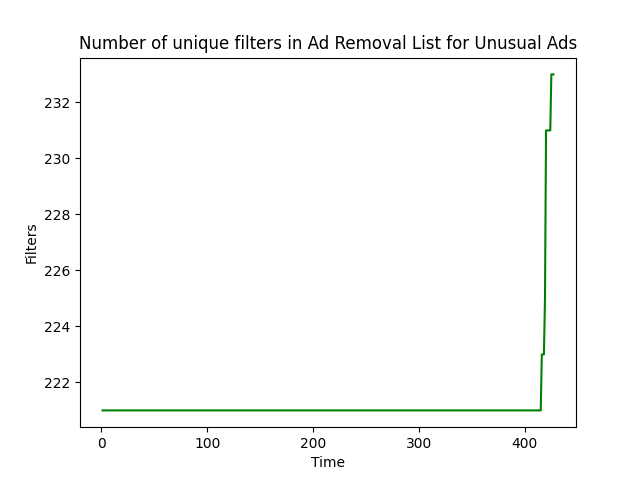 Number of unique filters in Ad Removal List for Unusual Ads
232
230
228
226
224
222
Filters
0 100 200 300 400
Time